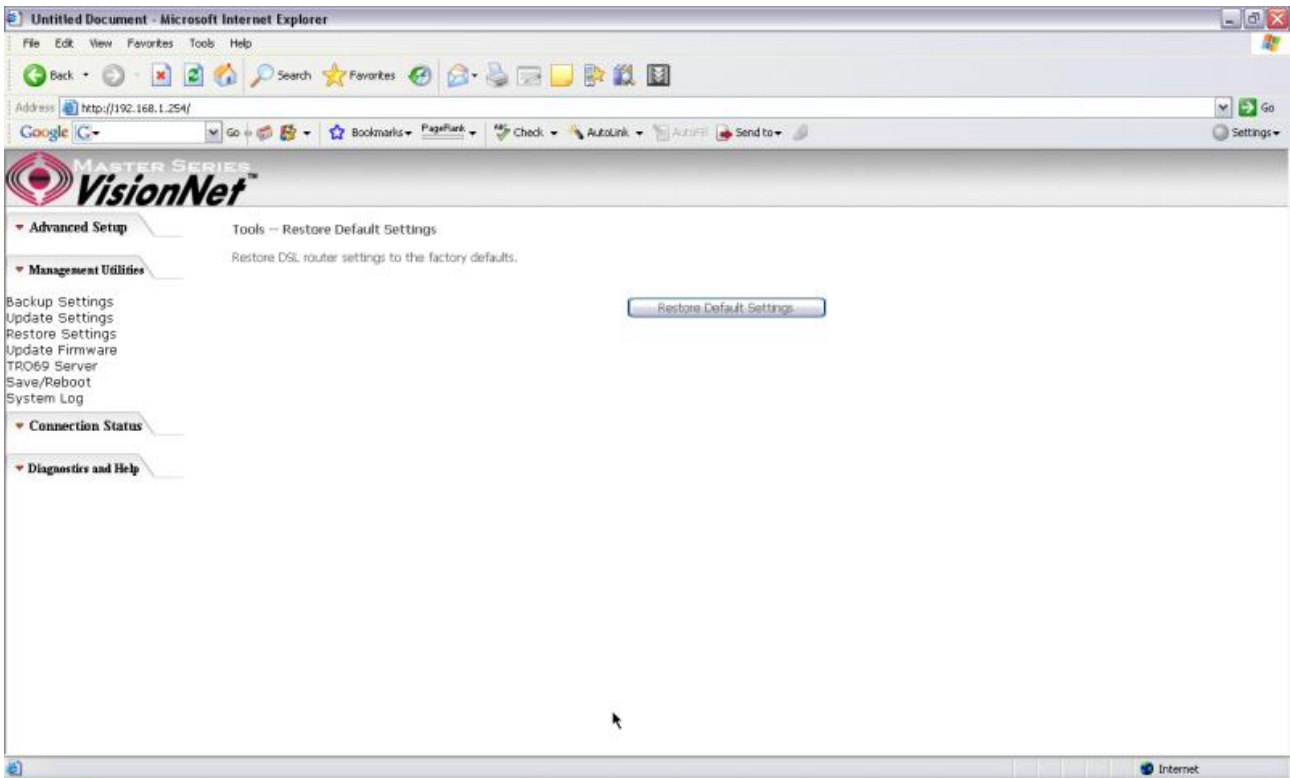 Untitled Document - Microsoft Internet Explorer
File Edit View Favorites Tools Help
Back Search Favorites
Address http://192.168.1.254/ Go
Google G Go Bookmarks PageRank ABC Check AutoLink AutoFill Send to Settings
MASTER SERIES
VisionNet™
Advanced Setup
Tools -- Restore Default Settings
Restore DSL router settings to the factory defaults.
Management Utilities
Restore Default Settings
Backup Settings
Update Settings
Restore Settings
Update Firmware
TRO69 Server
Save/Reboot
System Log
Connection Status
Diagnostics and Help
Internet